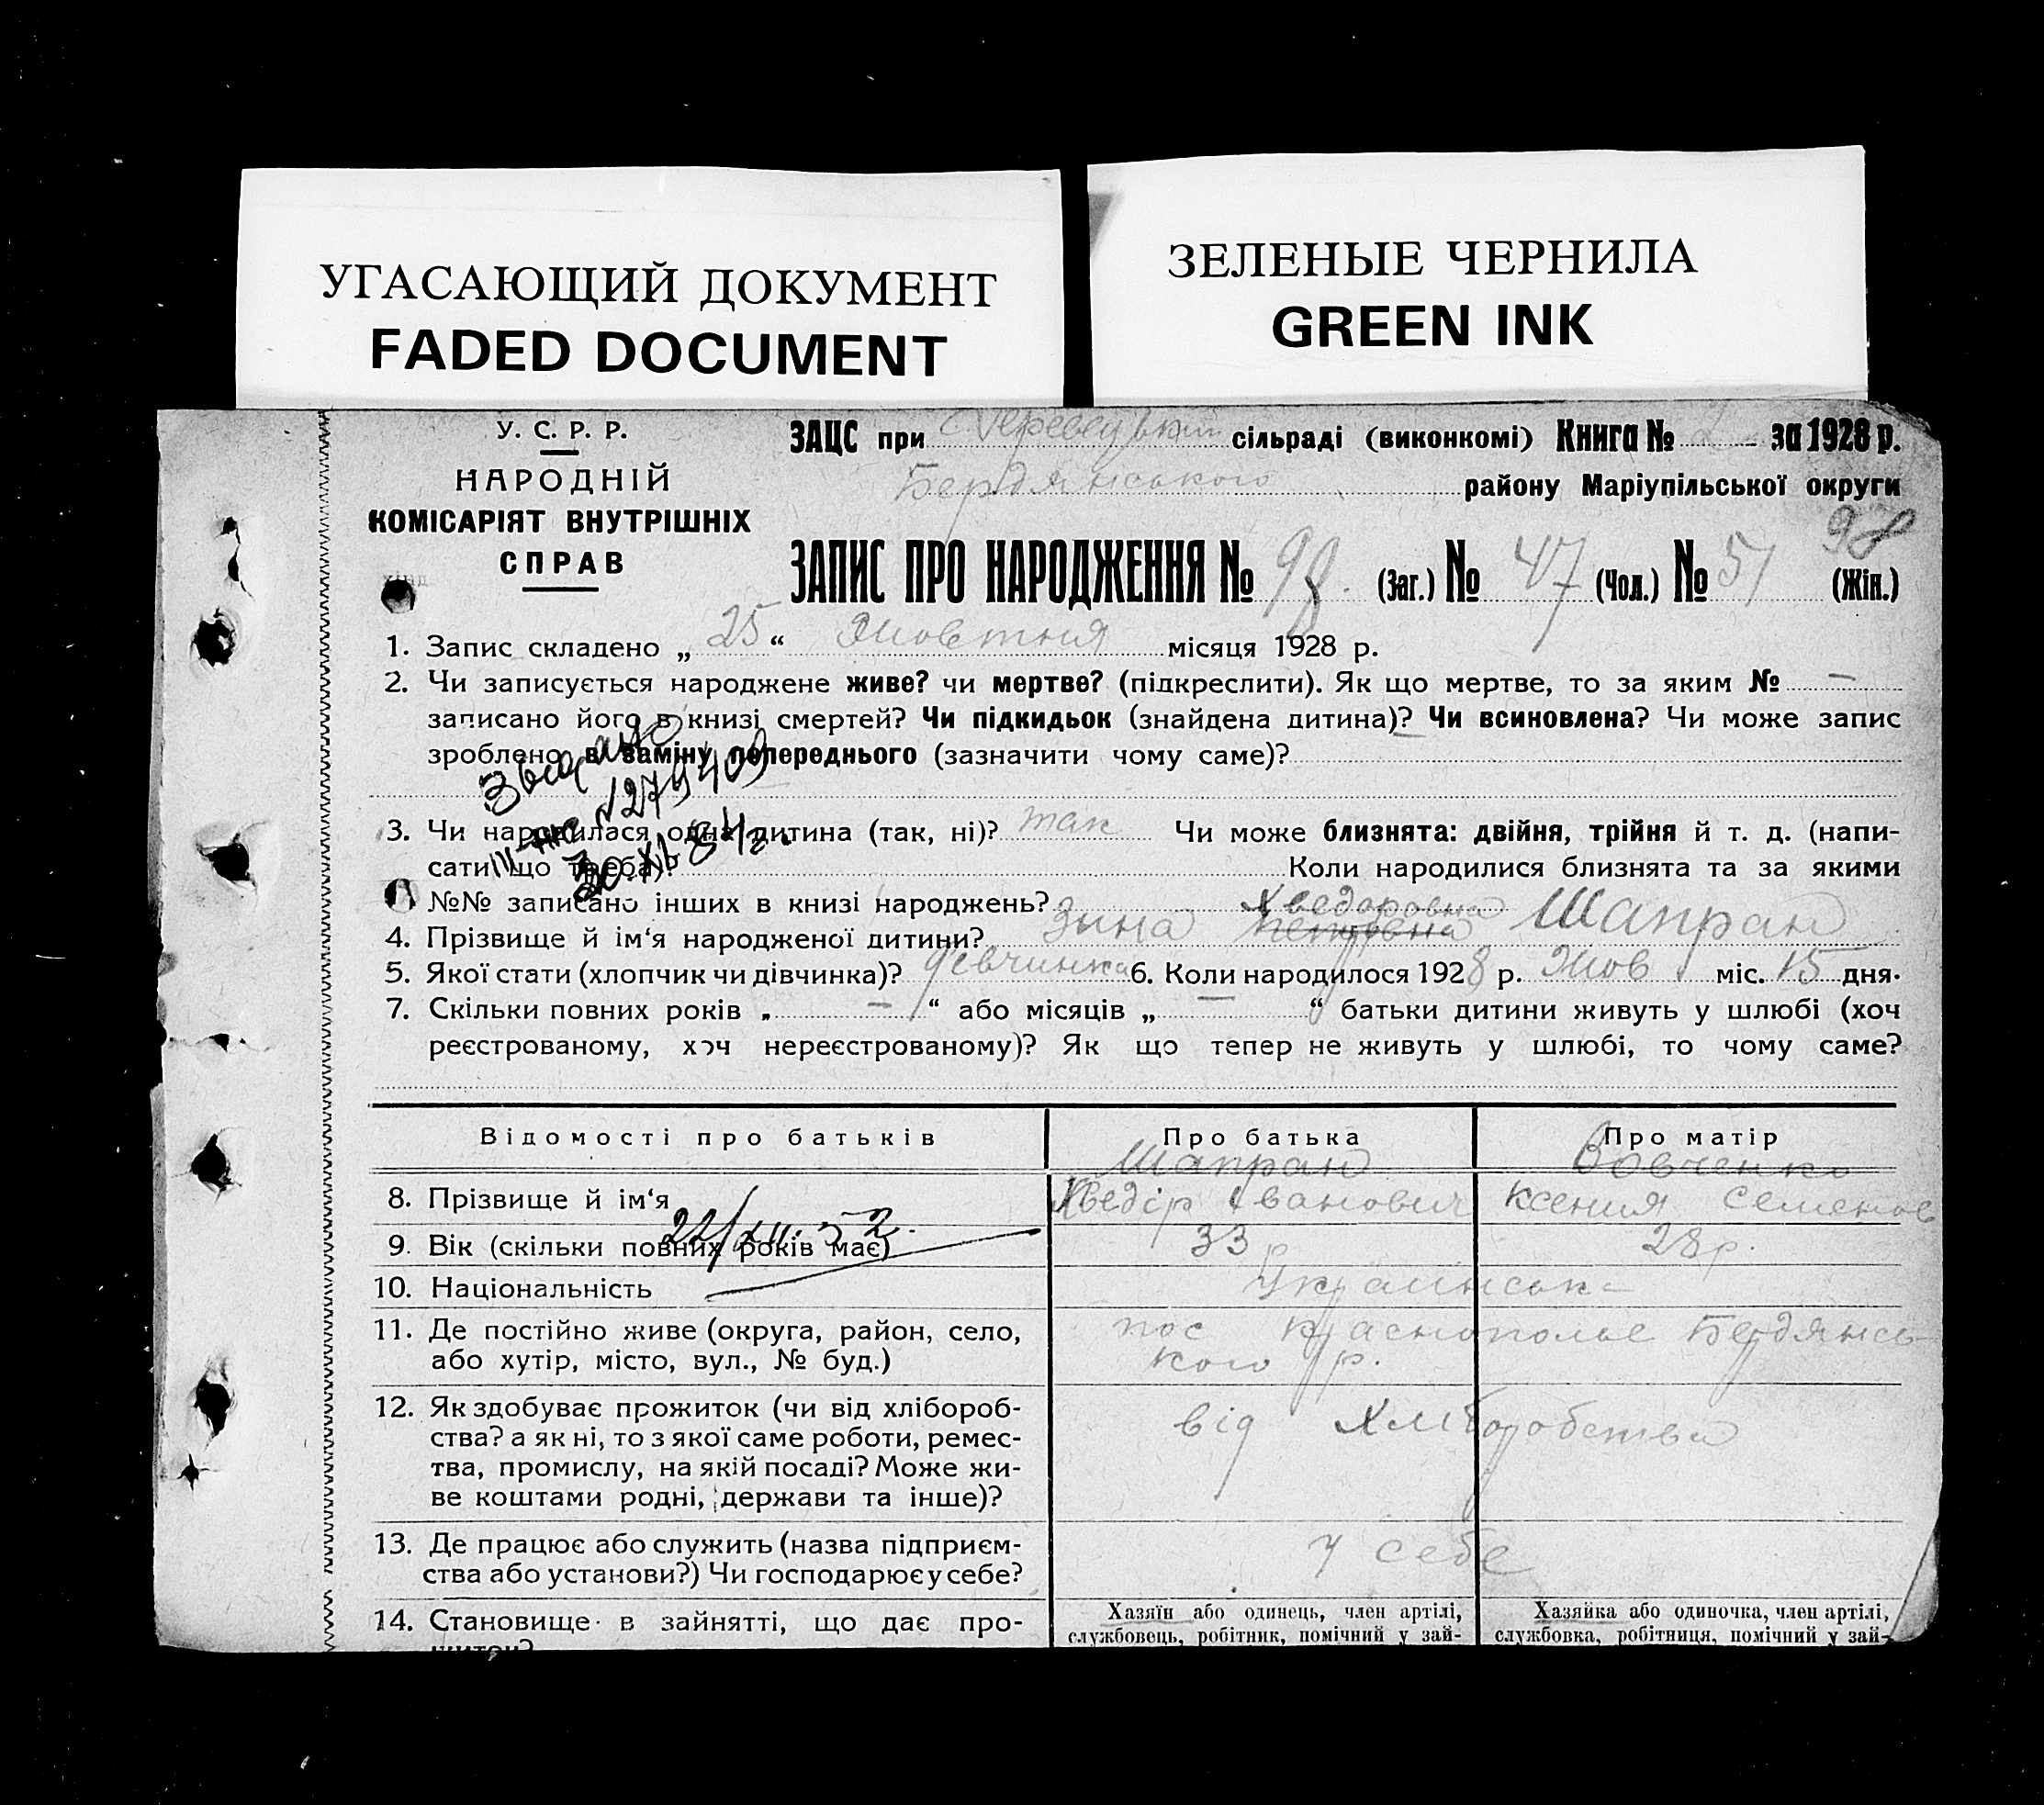 УГАСАЮЩИЙ ДОКУМЕНТ
FADED DOCUMENT
ЗЕЛЕНЫЕ ЧЕРНИЛА
GREEN INK
У. С. Р. Р.
НАРОДНІЙ
КОМІСАРІЯТ ВНУТРІШНІХ
СПРАВ
ЗАЦС при сільраді (виконкомі) Книга № 2 за 1928 р.
Бердянського району Маріупільської округи
98
ЗАПИС ПРО НАРОДЖЕННЯ № 98. (Заг.) № 47 (Чол.) № 51 (Жін.)
1. Запис складено „ 25 “ Жовтня місяця 1928 р.
2. Чи записується народжене живе? чи мертве? (підкреслити). Як що мертве, то за яким № —
записано його в книзі смертей? Чи підкидьок (знайдена дитина)? Чи всиновлена? Чи може запис
зроблено в заміну попереднього (зазначити чому саме)?
3. Чи народилася одна дитина (так, ні)? так Чи може близнята: двійня, трійня й т. д. (напи-
сати, що треба)? Коли народилися близнята та за якими
№№ записано інших в книзі народжень?
4. Прізвище й ім‘я народженої дитини? Зина Петровна Хведоровна Шапран
5. Якої стати (хлопчик чи дівчинка)? девчинка 6. Коли народилося 1928 р. Жов міс. 15 дня.
7. Скільки повних років „ — “ або місяців „ — “ батьки дитини живуть у шлюбі (хоч
реєстрованому, хоч нереєстрованому)? Як що тепер не живуть у шлюбі, то чому саме?
Відомості про батьків Про батька Про матір
8. Прізвище й ім‘я Шапран Хведір Іванович Вовченко Ксения Семенов
22/XII 52.
9. Вік (скільки повних років має) 33 р 28 р.
10. Національність Украінська
11. Де постійно живе (округа, район, село, пос Краснополье Бердянсь-
або хутір, місто, вул., № буд.) кого р.
12. Як здобуває прожиток (чи від хлібороб-
ства? а як ні, то з якої саме роботи, ремес- від хліборобства
тва, промислу, на якій посаді? Може жи-
ве коштами родні, держави та інше)?
13. Де працює або служить (назва підприєм- у себе
ства або установи?) Чи господарює у себе?
14. Становище в зайнятті, що дає про-
Хазяїн або одинець, член артілі,
службовець, робітник, помічний у зай-
Хазяйка або одиночка, член артілі,
службовка, робітниця, помічний у зай-